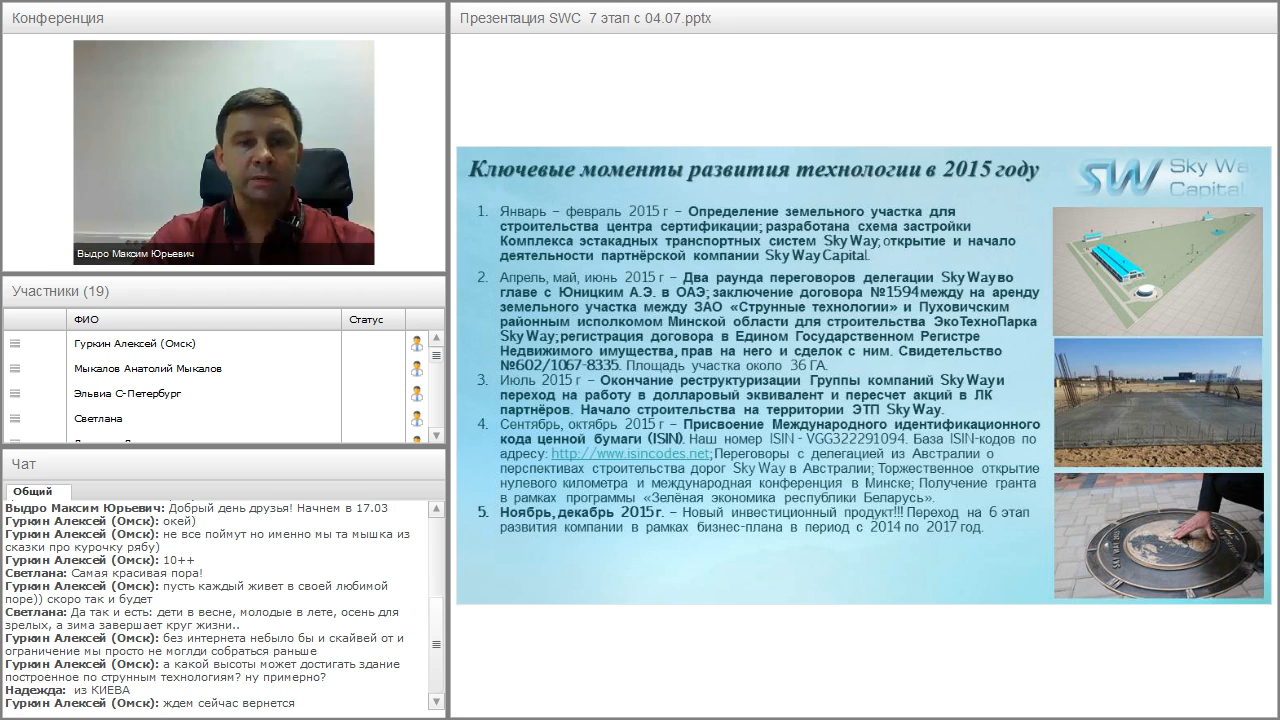 Конференция
Выдро Максим Юрьевич
Участники (19)
ФИО Статус
Гуркин Алексей (Омск)
Мыкалов Анатолий Мыкалов
Эльвиа С-Петербург
Светлана
Чат
Общий
Выдро Максим Юрьевич: Добрый день друзья! Начнем в 17.03
Гуркин Алексей (Омск): окей)
Гуркин Алексей (Омск): не все поймут но именно мы та мышка из
сказки про курочку рябу)
Гуркин Алексей (Омск): 10++
Светлана: Самая красивая пора!
Гуркин Алексей (Омск): пусть каждый живет в своей любимой
поре)) скоро так и будет
Светлана: Да так и есть: дети в весне, молодые в лете, осень для
зрелых, а зима завершает круг жизни..
Гуркин Алексей (Омск): без интернета небыло бы и скайвей от и
ограничение мы просто не моглди собраться раньше
Гуркин Алексей (Омск): а какой высоты может достигать здание
построенное по струнным технологиям? ну примерно?
Надежда: из КИЕВА
Гуркин Алексей (Омск): ждем сейчас вернется
Презентация SWC 7 этап с 04.07.pptx
Ключевые моменты развития технологии в 2015 году
SW Sky Way
Capital
1. Январь – февраль 2015 г – Определение земельного участка для
строительства центра сертификации; разработана схема застройки
Комплекса эстакадных транспортных систем Sky Way; открытие и начало
деятельности партнёрской компании Sky Way Capital.
2. Апрель, май, июнь 2015 г – Два раунда переговоров делегации Sky Way во
главе с Юницким А.Э. в ОАЭ; заключение договора №1594 между на аренду
земельного участка между ЗАО «Струнные технологии» и Пуховичским
районным исполкомом Минской области для строительства ЭкоТехноПарка
Sky Way; регистрация договора в Едином Государственном Регистре
Недвижимого имущества, прав на него и сделок с ним. Свидетельство
№602/1067-8335. Площадь участка около 36 ГА.
3. Июль 2015 г – Окончание реструктуризации Группы компаний Sky Way и
переход на работу в долларовый эквивалент и пересчет акций в ЛК
партнёров. Начало строительства на территории ЭТП Sky Way.
4. Сентябрь, октябрь 2015 г – Присвоение Международного идентификационного
кода ценной бумаги (ISIN). Наш номер ISIN - VGG322291094. База ISIN-кодов по
адресу: http://www.isincodes.net; Переговоры с делегацией из Австралии о
перспективах строительства дорог Sky Way в Австралии; Торжественное открытие
нулевого километра и международная конференция в Минске; Получение гранта
в рамках программы «Зелёная экономика республики Беларусь».
5. Ноябрь, декабрь 2015 г. – Новый инвестиционный продукт!!! Переход на 6 этап
развития компании в рамках бизнес-плана в период с 2014 по 2017 год.